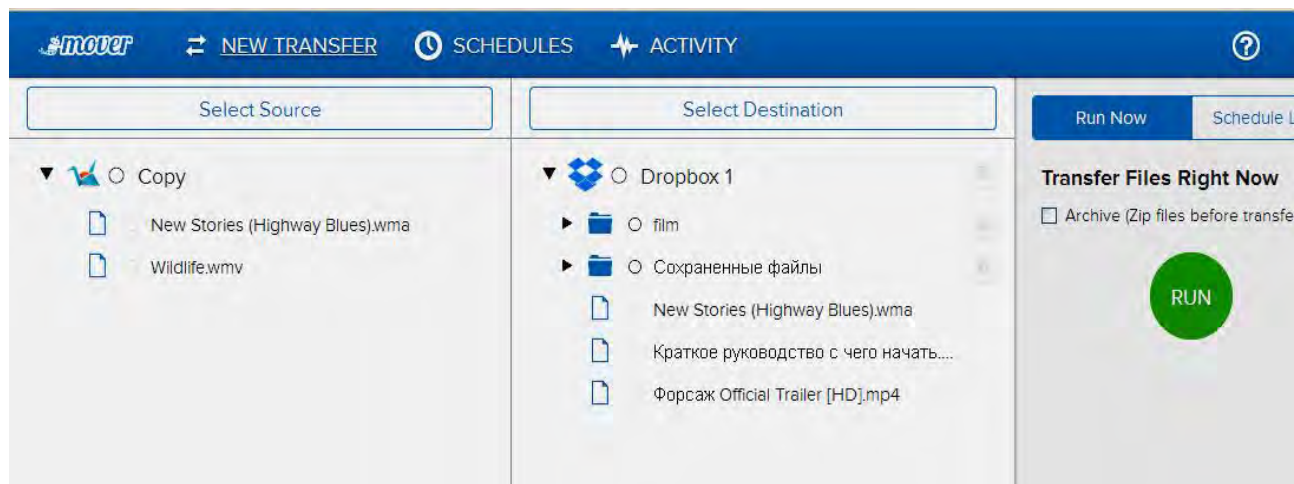 mover NEW TRANSFER SCHEDULES ACTIVITY ?
Select Source
Select Destination
Run Now
Schedule L
Copy
New Stories (Highway Blues).wma
Wildlife.wmv
Dropbox 1
film
Сохраненные файлы
New Stories (Highway Blues).wma
Краткое руководство с чего начать....
Форсаж Official Trailer [HD].mp4
Transfer Files Right Now
Archive (Zip files before transfe
RUN